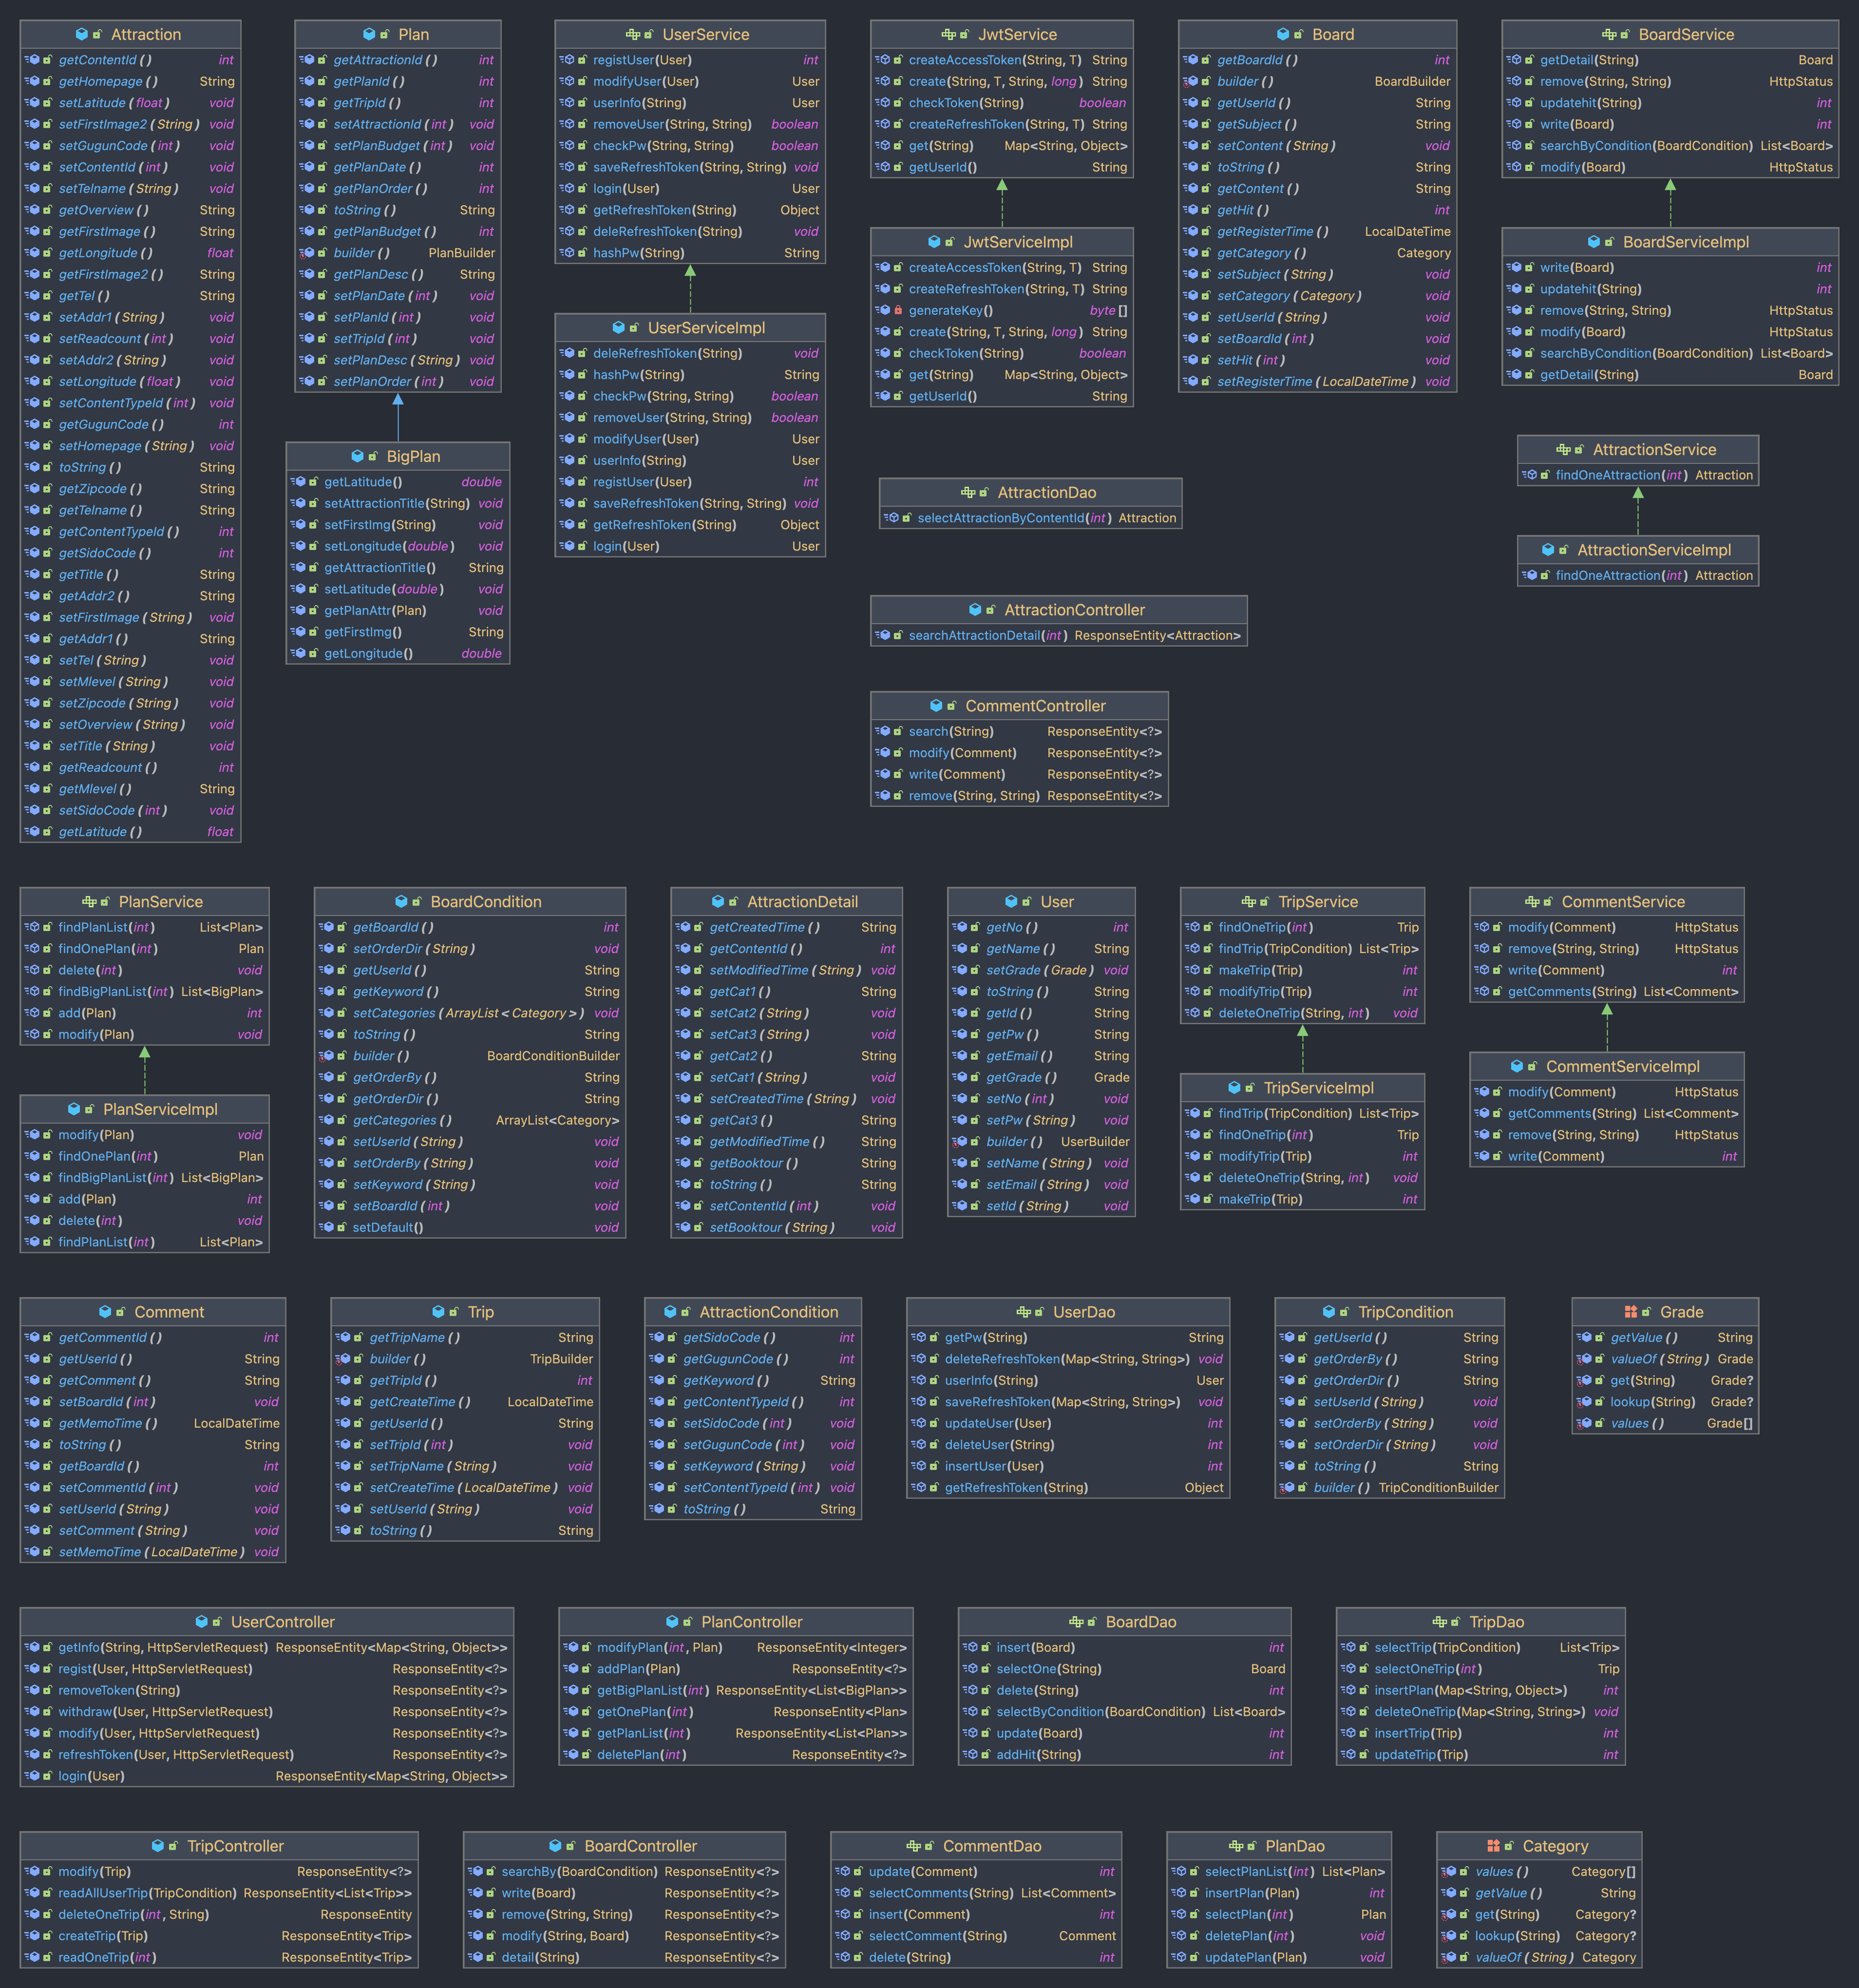 Attraction
getContentId () int
getHomepage () String
setLatitude (float) void
setFirstImage2 (String) void
setGugunCode (int) void
setContentId (int) void
setTelname (String) void
getOverview () String
getFirstImage () String
getLongitude () float
getFirstImage2 () String
getTel () String
setAddr1 (String) void
setReadcount (int) void
setAddr2 (String) void
setLongitude (float) void
setContentTypeId (int) void
getGugunCode () int
setHomepage (String) void
toString () String
getZipcode () String
getTelname () String
getContentTypeId () int
getSidoCode () int
getTitle () String
getAddr2 () String
setFirstImage (String) void
getAddr1 () String
setTel (String) void
setMlevel (String) void
setZipcode (String) void
setOverview (String) void
setTitle (String) void
getReadcount () int
getMlevel () String
setSidoCode (int) void
getLatitude () float
Plan
getAttractionId () int
getPlanId () int
getTripId () int
setAttractionId (int) void
setPlanBudget (int) void
getPlanDate () int
getPlanOrder () int
toString () String
getPlanBudget () int
builder () PlanBuilder
getPlanDesc () String
setPlanDate (int) void
setPlanId (int) void
setTripId (int) void
setPlanDesc (String) void
setPlanOrder (int) void
BigPlan
getLatitude() double
setAttractionTitle(String) void
setFirstImg(String) void
setLongitude(double) void
getAttractionTitle() String
setLatitude(double) void
getPlanAttr(Plan) void
getFirstImg() String
getLongitude() double
UserService
registUser(User) int
modifyUser(User) User
userInfo(String) User
removeUser(String, String) boolean
checkPw(String, String) boolean
saveRefreshToken(String, String) void
login(User) User
getRefreshToken(String) Object
deleRefreshToken(String) void
hashPw(String) String
UserServiceImpl
deleRefreshToken(String) void
hashPw(String) String
checkPw(String, String) boolean
removeUser(String, String) boolean
modifyUser(User) User
userInfo(String) User
registUser(User) int
saveRefreshToken(String, String) void
getRefreshToken(String) Object
login(User) User
JwtService
createAccessToken(String, T) String
create(String, T, String, long) String
checkToken(String) boolean
createRefreshToken(String, T) String
get(String) Map<String, Object>
getUserId() String
JwtServiceImpl
createAccessToken(String, T) String
createRefreshToken(String, T) String
generateKey() byte[]
create(String, T, String, long) String
checkToken(String) boolean
get(String) Map<String, Object>
getUserId() String
AttractionDao
selectAttractionByContentId(int) Attraction
AttractionController
searchAttractionDetail(int) ResponseEntity<Attraction>
CommentController
search(String) ResponseEntity<?>
modify(Comment) ResponseEntity<?>
write(Comment) ResponseEntity<?>
remove(String, String) ResponseEntity<?>
Board
getBoardId () int
builder () BoardBuilder
getUserId () String
getSubject () String
setContent (String) void
toString () String
getContent () String
getHit () int
getRegisterTime () LocalDateTime
getCategory () Category
setSubject (String) void
setCategory (Category) void
setUserId (String) void
setBoardId (int) void
setHit (int) void
setRegisterTime (LocalDateTime) void
BoardService
getDetail(String) Board
remove(String, String) HttpStatus
updatehit(String) int
write(Board) int
searchByCondition(BoardCondition) List<Board>
modify(Board) HttpStatus
BoardServiceImpl
write(Board) int
updatehit(String) int
remove(String, String) HttpStatus
modify(Board) HttpStatus
searchByCondition(BoardCondition) List<Board>
getDetail(String) Board
AttractionService
findOneAttraction(int) Attraction
AttractionServiceImpl
findOneAttraction(int) Attraction
PlanService
findPlanList(int) List<Plan>
findOnePlan(int) Plan
delete(int) void
findBigPlanList(int) List<BigPlan>
add(Plan) int
modify(Plan) void
PlanServiceImpl
modify(Plan) void
findOnePlan(int) Plan
findBigPlanList(int) List<BigPlan>
add(Plan) int
delete(int) void
findPlanList(int) List<Plan>
BoardCondition
getBoardId () int
setOrderDir (String) void
getUserId () String
getKeyword () String
setCategories (ArrayList < Category >) void
toString () String
builder () BoardConditionBuilder
getOrderBy () String
getOrderDir () String
getCategories () ArrayList<Category>
setUserId (String) void
setOrderBy (String) void
setKeyword (String) void
setBoardId (int) void
setDefault() void
AttractionDetail
getCreatedTime () String
getContentId () int
setModifiedTime (String) void
getCat1 () String
setCat2 (String) void
setCat3 (String) void
getCat2 () String
setCat1 (String) void
setCreatedTime (String) void
getCat3 () String
getModifiedTime () String
getBooktour () String
toString () String
setContentId (int) void
setBooktour (String) void
User
getNo () int
getName () String
setGrade (Grade) void
toString () String
getId () String
getPw () String
getEmail () String
getGrade () Grade
setNo (int) void
setPw (String) void
builder () UserBuilder
setName (String) void
setEmail (String) void
setId (String) void
TripService
findOneTrip(int) Trip
findTrip(TripCondition) List<Trip>
makeTrip(Trip) int
modifyTrip(Trip) int
deleteOneTrip(String, int) void
TripServiceImpl
findTrip(TripCondition) List<Trip>
findOneTrip(int) Trip
modifyTrip(Trip) int
deleteOneTrip(String, int) void
makeTrip(Trip) int
CommentService
modify(Comment) HttpStatus
remove(String, String) HttpStatus
write(Comment) int
getComments(String) List<Comment>
CommentServiceImpl
modify(Comment) HttpStatus
getComments(String) List<Comment>
remove(String, String) HttpStatus
write(Comment) int
Comment
getCommentId () int
getUserId () String
getComment () String
setBoardId (int) void
getMemoTime () LocalDateTime
toString () String
getBoardId () int
setCommentId (int) void
setUserId (String) void
setComment (String) void
setMemoTime (LocalDateTime) void
Trip
getTripName () String
builder () TripBuilder
getTripId () int
getCreateTime () LocalDateTime
getUserId () String
setTripId (int) void
setTripName (String) void
setCreateTime (LocalDateTime) void
setUserId (String) void
toString () String
AttractionCondition
getSidoCode () int
getGugunCode () int
getKeyword () String
getContentTypeId () int
setSidoCode (int) void
setGugunCode (int) void
setKeyword (String) void
setContentTypeId (int) void
toString () String
UserDao
getPw(String) String
deleteRefreshToken(Map<String, String>) void
userInfo(String) User
saveRefreshToken(Map<String, String>) void
updateUser(User) int
deleteUser(String) int
insertUser(User) int
getRefreshToken(String) Object
TripCondition
getUserId () String
getOrderBy () String
getOrderDir () String
setUserId (String) void
setOrderBy (String) void
setOrderDir (String) void
toString () String
builder () TripConditionBuilder
Grade
getValue () String
valueOf (String) Grade
get(String) Grade?
lookup(String) Grade?
values () Grade[]
UserController
getInfo(String, HttpServletRequest) ResponseEntity<Map<String, Object>>
regist(User, HttpServletRequest) ResponseEntity<?>
removeToken(String) ResponseEntity<?>
withdraw(User, HttpServletRequest) ResponseEntity<?>
modify(User, HttpServletRequest) ResponseEntity<?>
refreshToken(User, HttpServletRequest) ResponseEntity<?>
login(User) ResponseEntity<Map<String, Object>>
PlanController
modifyPlan(int, Plan) ResponseEntity<Integer>
addPlan(Plan) ResponseEntity<?>
getBigPlanList(int) ResponseEntity<List<BigPlan>>
getOnePlan(int) ResponseEntity<Plan>
getPlanList(int) ResponseEntity<List<Plan>>
deletePlan(int) ResponseEntity<?>
BoardDao
insert(Board) int
selectOne(String) Board
delete(String) int
selectByCondition(BoardCondition) List<Board>
update(Board) int
addHit(String) int
TripDao
selectTrip(TripCondition) List<Trip>
selectOneTrip(int) Trip
insertPlan(Map<String, Object>) int
deleteOneTrip(Map<String, String>) void
insertTrip(Trip) int
updateTrip(Trip) int
TripController
modify(Trip) ResponseEntity<?>
readAllUserTrip(TripCondition) ResponseEntity<List<Trip>>
deleteOneTrip(int, String) ResponseEntity
createTrip(Trip) ResponseEntity<Trip>
readOneTrip(int) ResponseEntity<Trip>
BoardController
searchBy(BoardCondition) ResponseEntity<?>
write(Board) ResponseEntity<?>
remove(String, String) ResponseEntity<?>
modify(String, Board) ResponseEntity<?>
detail(String) ResponseEntity<?>
CommentDao
update(Comment) int
selectComments(String) List<Comment>
insert(Comment) int
selectComment(String) Comment
delete(String) int
PlanDao
selectPlanList(int) List<Plan>
insertPlan(Plan) int
selectPlan(int) Plan
deletePlan(int) void
updatePlan(Plan) void
Category
values () Category[]
getValue () String
get(String) Category?
lookup(String) Category?
valueOf (String) Category